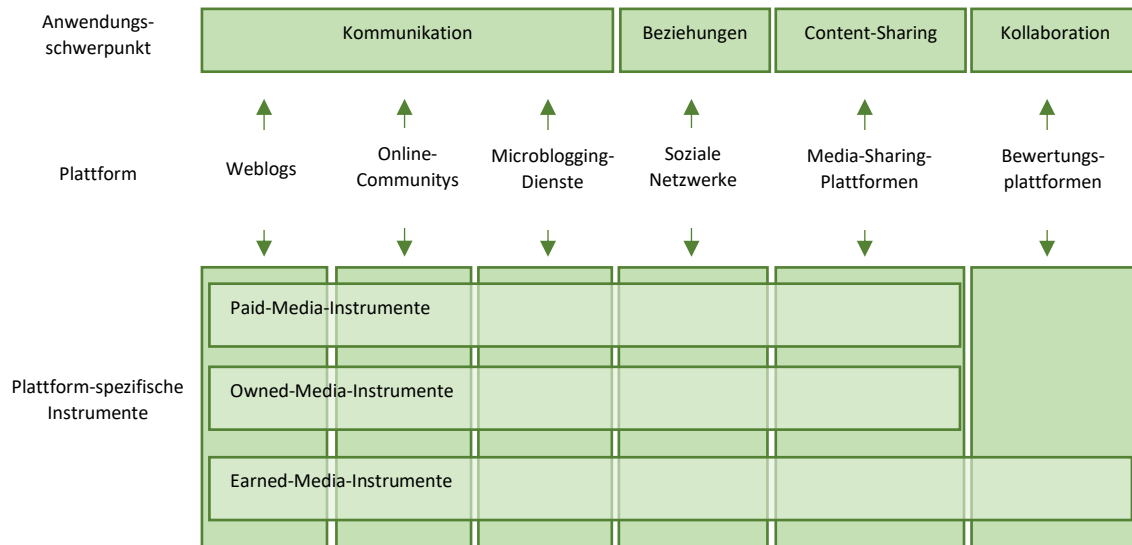 Anwendungs-
schwerpunkt
Kommunikation
Beziehungen
Content-Sharing
Kollaboration
Plattform
Weblogs
Online-
Communitys
Microblogging-
Dienste
Soziale
Netzwerke
Media-Sharing-
Plattformen
Bewertungs-
plattformen
Plattform-spezifische
Instrumente
Paid-Media-Instrumente
Owned-Media-Instrumente
Earned-Media-Instrumente